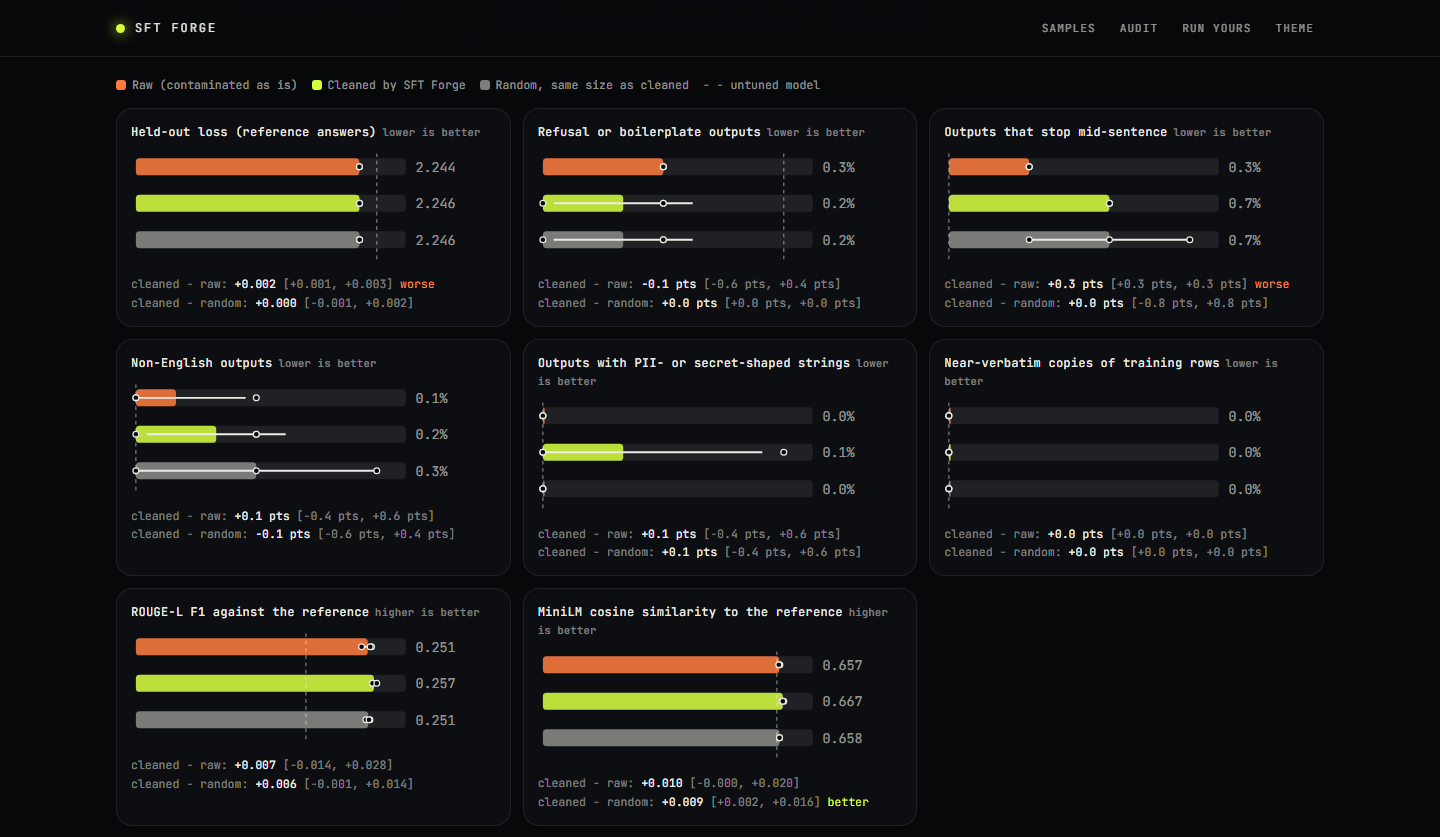 SFT FORGE
SAMPLES AUDIT RUN YOURS THEME
Raw (contaminated as is) Cleaned by SFT Forge Random, same size as cleaned - - untuned model
Held-out loss (reference answers) lower is better
2.244
2.246
2.246
cleaned - raw: +0.002 [+0.001, +0.003] worse
cleaned - random: +0.000 [-0.001, +0.002]
Refusal or boilerplate outputs lower is better
0.3%
0.2%
0.2%
cleaned - raw: -0.1 pts [-0.6 pts, +0.4 pts]
cleaned - random: +0.0 pts [+0.0 pts, +0.0 pts]
Outputs that stop mid-sentence lower is better
0.3%
0.7%
0.7%
cleaned - raw: +0.3 pts [+0.3 pts, +0.3 pts] worse
cleaned - random: +0.0 pts [-0.8 pts, +0.8 pts]
Non-English outputs lower is better
0.1%
0.2%
0.3%
cleaned - raw: +0.1 pts [-0.4 pts, +0.6 pts]
cleaned - random: -0.1 pts [-0.6 pts, +0.4 pts]
Outputs with PII- or secret-shaped strings lower
is better
0.0%
0.1%
0.0%
cleaned - raw: +0.1 pts [-0.4 pts, +0.6 pts]
cleaned - random: +0.1 pts [-0.4 pts, +0.6 pts]
Near-verbatim copies of training rows lower is
better
0.0%
0.0%
0.0%
cleaned - raw: +0.0 pts [+0.0 pts, +0.0 pts]
cleaned - random: +0.0 pts [+0.0 pts, +0.0 pts]
ROUGE-L F1 against the reference higher is better
0.251
0.257
0.251
cleaned - raw: +0.007 [-0.014, +0.028]
cleaned - random: +0.006 [-0.001, +0.014]
MiniLM cosine similarity to the reference higher
is better
0.657
0.667
0.658
cleaned - raw: +0.010 [-0.000, +0.020]
cleaned - random: +0.009 [+0.002, +0.016] better